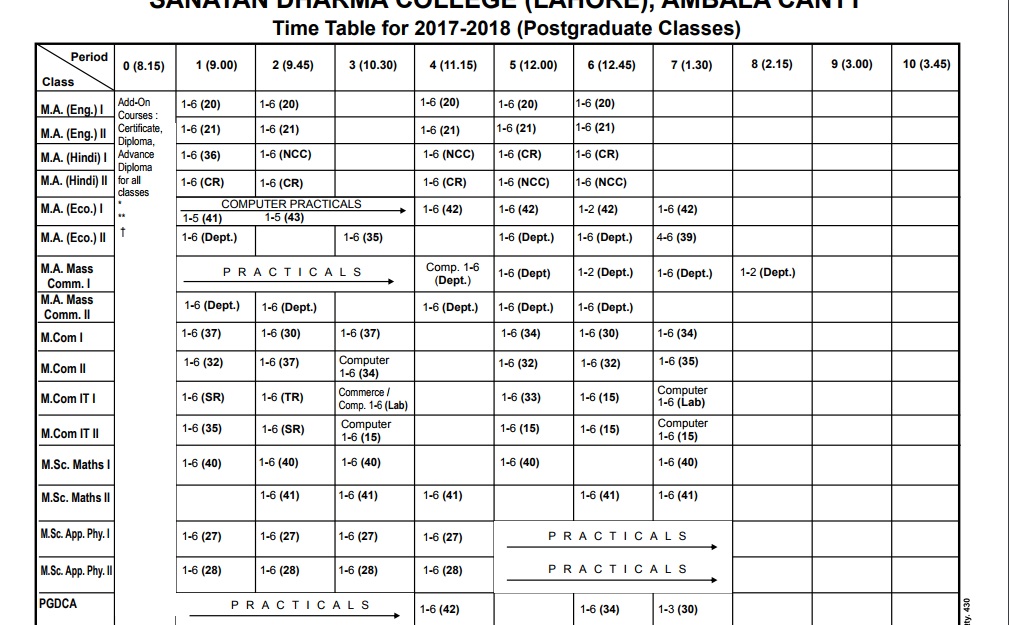 SANATAN DHARMA COLLEGE (LAHORE), AMBALA CANTT
Time Table for 2017-2018 (Postgraduate Classes)
Period
Class
0 (8.15) 1 (9.00) 2 (9.45) 3 (10.30) 4 (11.15) 5 (12.00) 6 (12.45) 7 (1.30) 8 (2.15) 9 (3.00) 10 (3.45)
Add-On
Courses :
Certificate,
Diploma,
Advance
Diploma
for all
classes
*
**
†
M.A. (Eng.) I 1-6 (20) 1-6 (20) 1-6 (20) 1-6 (20) 1-6 (20)
M.A. (Eng.) II 1-6 (21) 1-6 (21) 1-6 (21) 1-6 (21) 1-6 (21)
M.A. (Hindi) I 1-6 (36) 1-6 (NCC) 1-6 (NCC) 1-6 (CR) 1-6 (CR)
M.A. (Hindi) II 1-6 (CR) 1-6 (CR) 1-6 (CR) 1-6 (NCC) 1-6 (NCC)
COMPUTER PRACTICALS
M.A. (Eco.) I 1-5 (41) 1-5 (43) 1-6 (42) 1-6 (42) 1-2 (42) 1-6 (42)
M.A. (Eco.) II 1-6 (Dept.) 1-6 (35) 1-6 (Dept.) 1-6 (Dept.) 4-6 (39)
M.A. Mass
Comm. I
PRACTICALS
Comp. 1-6
(Dept.)
1-6 (Dept) 1-2 (Dept.) 1-6 (Dept.) 1-2 (Dept.)
M.A. Mass
Comm. II
1-6 (Dept.) 1-6 (Dept.) 1-6 (Dept.) 1-6 (Dept.) 1-6 (Dept.)
M.Com I 1-6 (37) 1-6 (30) 1-6 (37) 1-6 (34) 1-6 (30) 1-6 (34)
M.Com II 1-6 (32) 1-6 (37)
Computer
1-6 (34)
1-6 (32) 1-6 (32) 1-6 (35)
M.Com IT I 1-6 (SR) 1-6 (TR)
Commerce /
Comp. 1-6 (Lab)
1-6 (33) 1-6 (15)
Computer
1-6 (Lab)
M.Com IT II 1-6 (35) 1-6 (SR)
Computer
1-6 (15)
1-6 (15) 1-6 (15)
Computer
1-6 (15)
M.Sc. Maths I 1-6 (40) 1-6 (40) 1-6 (40) 1-6 (40) 1-6 (40)
M.Sc. Maths II 1-6 (41) 1-6 (41) 1-6 (41) 1-6 (41) 1-6 (41)
M.Sc. App. Phy. I 1-6 (27) 1-6 (27) 1-6 (27) 1-6 (27) PRACTICALS
M.Sc. App. Phy. II 1-6 (28) 1-6 (28) 1-6 (28) 1-6 (28) PRACTICALS
PGDCA PRACTICALS 1-6 (42) 1-6 (34) 1-3 (30)
430